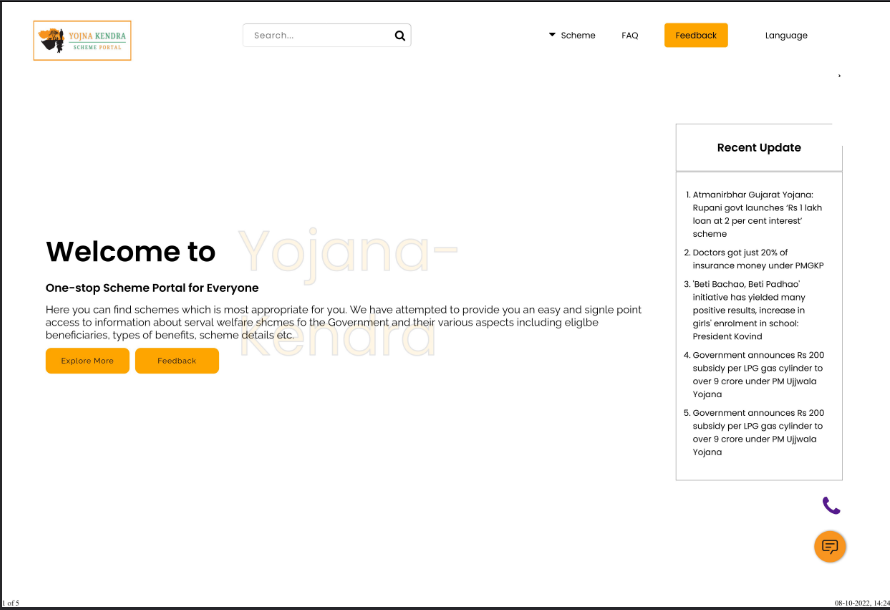 YOJNA KENDRA
SCHEME PORTAL
Search...
Scheme
FAQ
Feedback
Language
Recent Update
1. Atmanirbhar Gujarat Yojana:
Rupani govt launches ‘Rs 1 lakh
loan at 2 per cent interest’
scheme
2. Doctors got just 20% of
insurance money under PMGKP
3. 'Beti Bachao, Beti Padhao'
initiative has yielded many
positive results, increase in
girls' enrolment in school:
President Kovind
4. Government announces Rs 200
subsidy per LPG gas cylinder to
over 9 crore under PM Ujjwala
Yojana
5. Government announces Rs 200
subsidy per LPG gas cylinder to
over 9 crore under PM Ujjwala
Yojana
Welcome to
Yojana-
Kendra
One-stop Scheme Portal for Everyone
Here you can find schemes which is most appropriate for you. We have attempted to provide you an easy and signle point
access to information about serval welfare shcmes fo the Government and their various aspects including eliglbe
beneficiaries, types of benefits, scheme details etc.
Explore More
Feedback
1 of 5
08-10-2022, 14:24